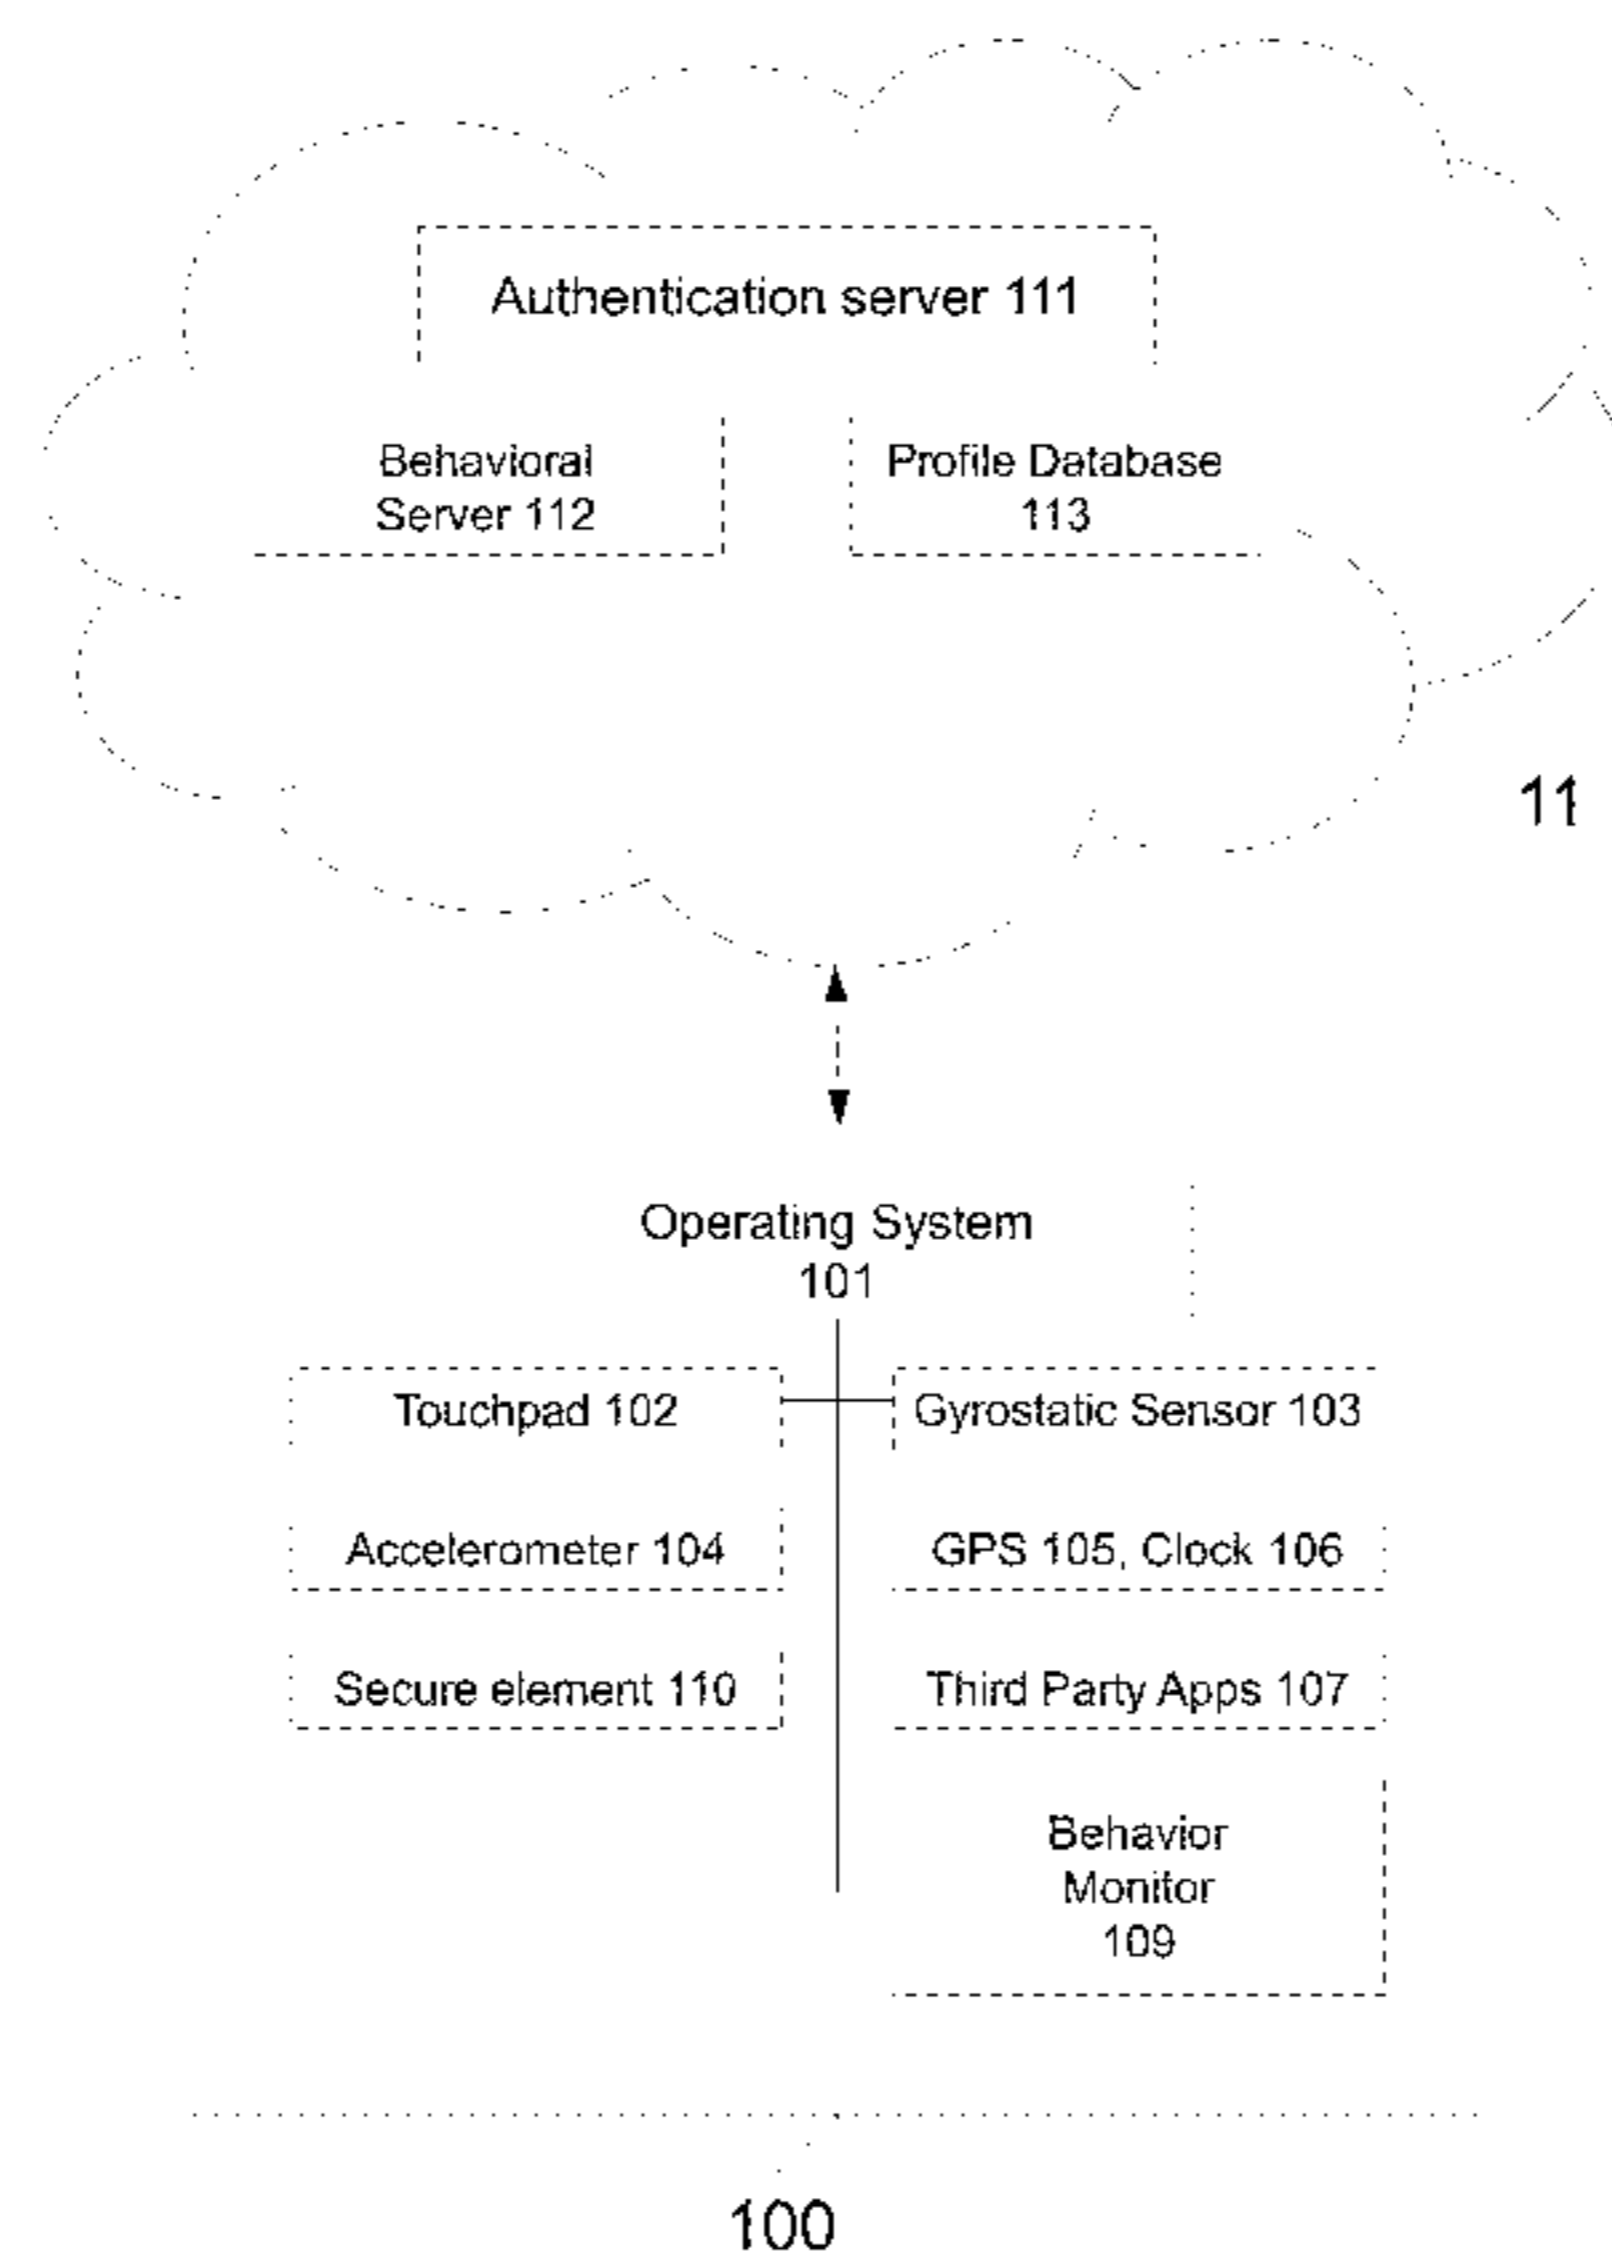 Authentication server 111
Behavioral
Server 112
Profile Database
113
11
Operating System
101
Touchpad 102
Gyrostatic Sensor 103
Accelerometer 104
GPS 105, Clock 106
Secure element 110
Third Party Apps 107
Behavior
Monitor
109
100